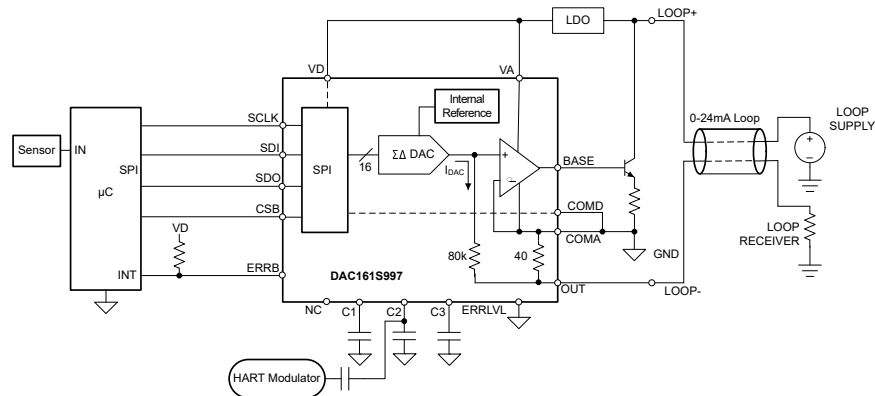 LDO
LOOP+
VD
VA
Internal
Reference
0-24mA Loop
LOOP
SUPPLY
SCLK
Sensor
IN
SDI
ΣΔ DAC
SPI
SPI
16
BASE
µC
IDAC
SDO
COMD
CSB
COMA
VD
GND
LOOP
RECEIVER
80k
40
INT
ERRB
DAC161S997
OUT
LOOP-
NC
C1
C2
C3
ERRLVL
HART Modulator
+
−
+
−